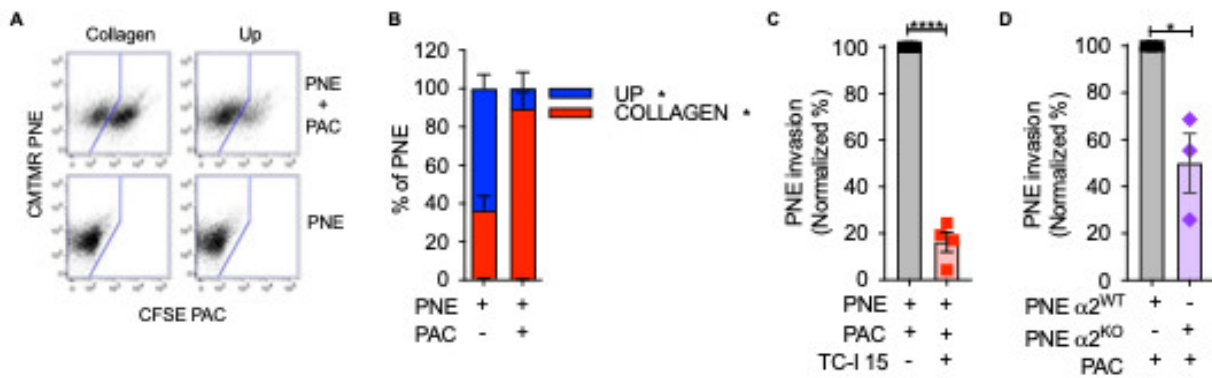 A
Collagen Up
CMTMR PNE
PNE
+
PAC
PNE
CFSE PAC
B
% of PNE
120
100
80
60
40
20
0
UP *
COLLAGEN *
PNE + +
PAC - +
C
****
PNE invasion
(Normalized %)
100
80
60
40
20
0
PNE + +
PAC + +
TC-I 15 - +
D
*
PNE invasion
(Normalized %)
100
80
60
40
20
0
PNE α2WT + -
PNE α2KO - +
PAC + +